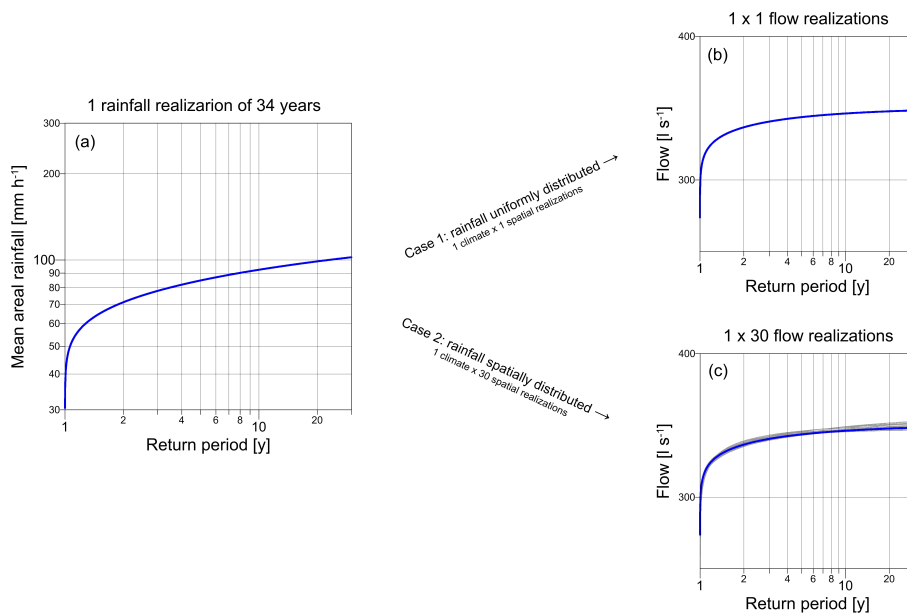 1 rainfall realizarion of 34 years
(a)
Mean areal rainfall [mm h⁻¹]
300
200
100
90
80
70
60
50
40
30
1 2 4 6 8 10 20
Return period [y]
Case 1: rainfall uniformly distributed →
1 climate x 1 spatial realizations
Case 2: rainfall spatially distributed →
1 climate x 30 spatial realizations
1 x 1 flow realizations
(b)
Flow [l s⁻¹]
400
300
1 2 4 6 8 10 20
Return period [y]
1 x 30 flow realizations
(c)
Flow [l s⁻¹]
400
300
1 2 4 6 8 10 20
Return period [y]